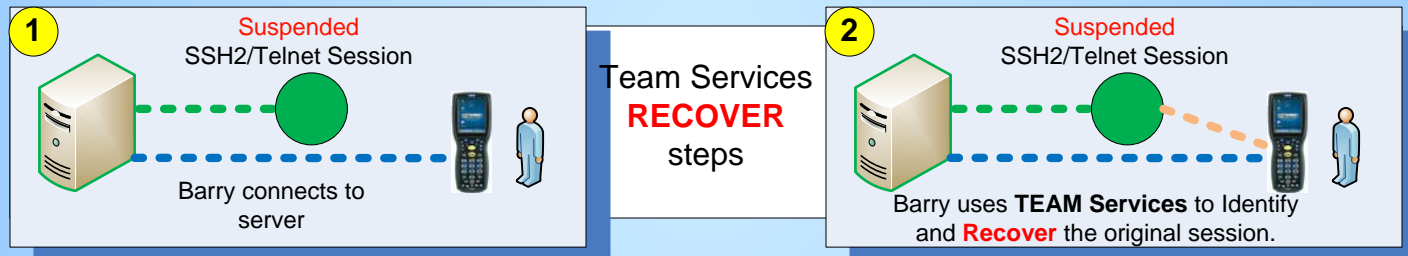 1
Suspended
SSH2/Telnet Session
Barry connects to
server
Team Services
RECOVER
steps
2
Suspended
SSH2/Telnet Session
Barry uses TEAM Services to Identify
and Recover the original session.